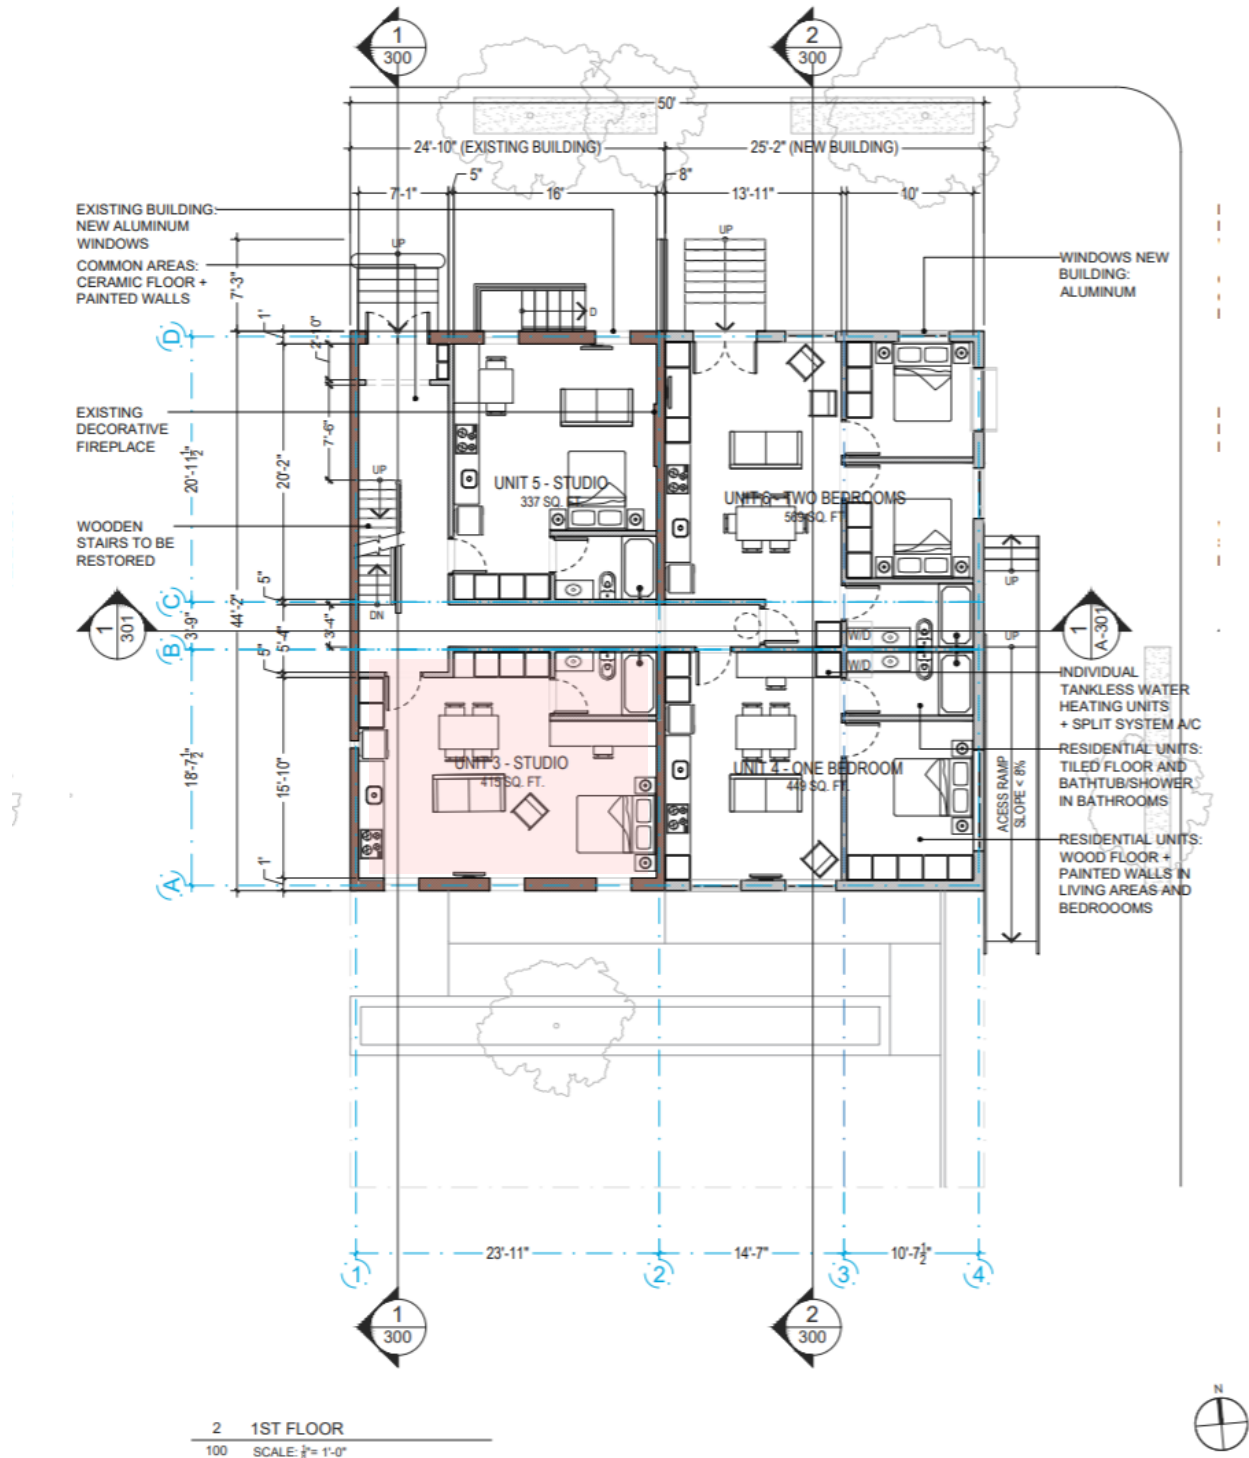 1
300
2
300
50'
24'-10" (EXISTING BUILDING)
25'-2" (NEW BUILDING)
7'-1"
5"
16'
8"
13'-11"
10'
EXISTING BUILDING:
NEW ALUMINUM
WINDOWS
COMMON AREAS:
CERAMIC FLOOR +
PAINTED WALLS
WINDOWS NEW
BUILDING:
ALUMINUM
UP
UP
7'-3"
D
D
1'
2'-10"
EXISTING
DECORATIVE
FIREPLACE
7'-6"
20'-11½"
20'-2"
UP
UNIT 5 - STUDIO
337 SQ. FT.
UNIT 6 - TWO BEDROOMS
569 SQ. FT.
WOODEN
STAIRS TO BE
RESTORED
UP
C
5"
44'-2"
DN
1
301
3'-9"
5'-4"
3'-4"
W/D
UP
1
A-301
B
5"
W/D
INDIVIDUAL
TANKLESS WATER
HEATING UNITS
+ SPLIT SYSTEM A/C
RESIDENTIAL UNITS:
TILED FLOOR AND
BATHTUB/SHOWER
IN BATHROOMS
18'-7½"
15'-10"
UNIT 3 - STUDIO
415 SQ. FT.
UNIT 4 - ONE BEDROOM
449 SQ. FT.
ACESS RAMP
SLOPE < 8%
RESIDENTIAL UNITS:
WOOD FLOOR +
PAINTED WALLS IN
LIVING AREAS AND
BEDROOOMS
A
1'
23'-11"
14'-7"
10'-7½"
1
2
3
4
1
300
2
300
N
2 1ST FLOOR
100 SCALE: ⅛"= 1'-0"